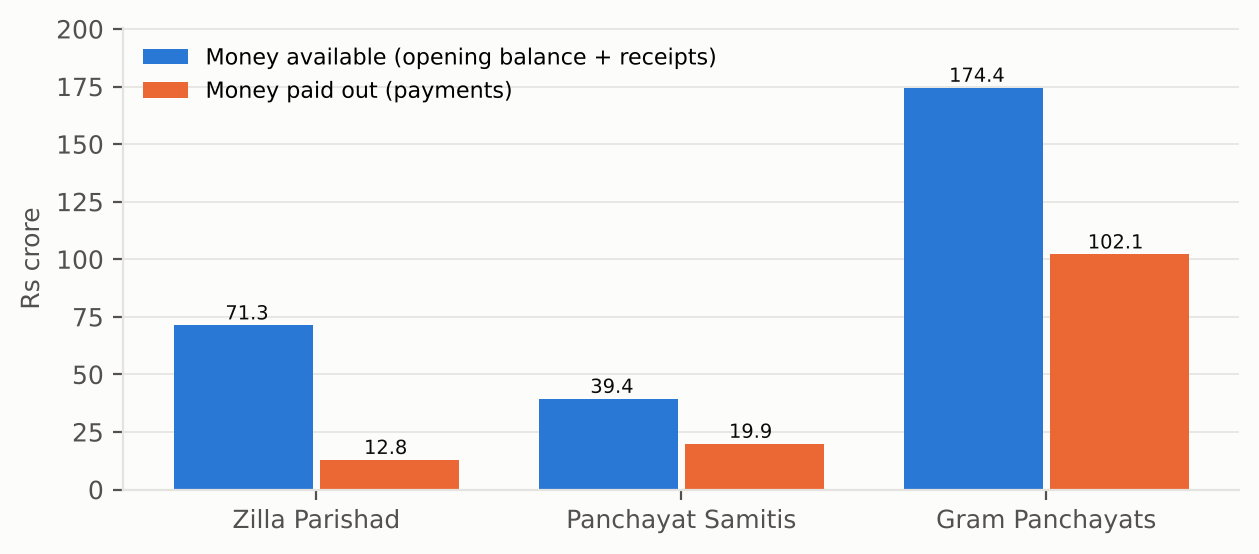 Rs crore
200
175
150
125
100
75
50
25
0
Money available (opening balance + receipts)
Money paid out (payments)
71.3
12.8
39.4
19.9
174.4
102.1
Zilla Parishad
Panchayat Samitis
Gram Panchayats